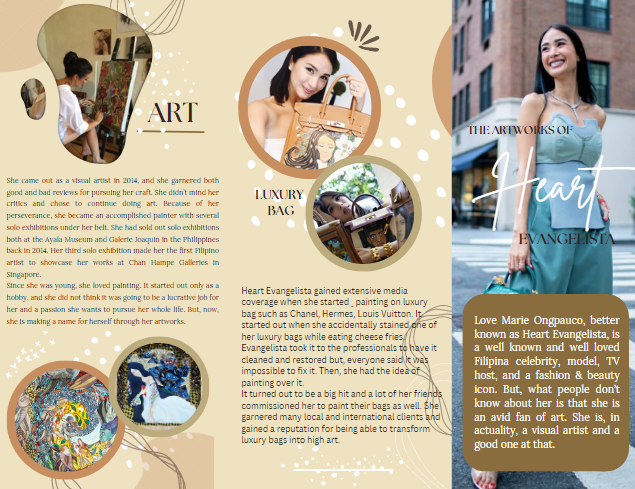 ART
She came out as a visual artist in 2014, and she garnered both
good and bad reviews for pursuing her craft. She didn't mind her
critics and chose to continue doing art. Because of her
perseverance, she became an accomplished painter with several
solo exhibitions under her belt. She had sold out solo exhibitions
both at the Ayala Museum and Galerie Joaquin in the Philippines
back in 2014. Her third solo exhibition made her the first Filipino
artist to showcase her works at Chan Hampe Galleries in
Singapore.
Since she was young, she loved painting. It started out only as a
hobby, and she did not think it was going to be a lucrative job for
her and a passion she wants to pursue her whole life. But, now,
she is making a name for herself through her artworks.
LUXURY
BAG
Heart Evangelista gained extensive media
coverage when she started painting on luxury
bag such as Chanel, Hermes, Louis Vuitton. It
started out when she accidentally stained one of
her luxury bags while eating cheese fries.
Evangelista took it to the professionals to have it
cleaned and restored but, everyone said it was
impossible to fix it. Then, she had the idea of
painting over it.
It turned out to be a big hit and a lot of her friends
commissioned her to paint their bags as well. She
garnered many local and international clients and
gained a reputation for being able to transform
luxury bags into high art.
THE ARTWORKS OF
Heart
EVANGELISTA
Love Marie Ongpauco, better
known as Heart Evangelista, is
a well known and well loved
Filipina celebrity, model, TV
host, and a fashion & beauty
icon. But, what people don't
know about her is that she is
an avid fan of art. She is, in
actuality, a visual artist and a
good one at that.